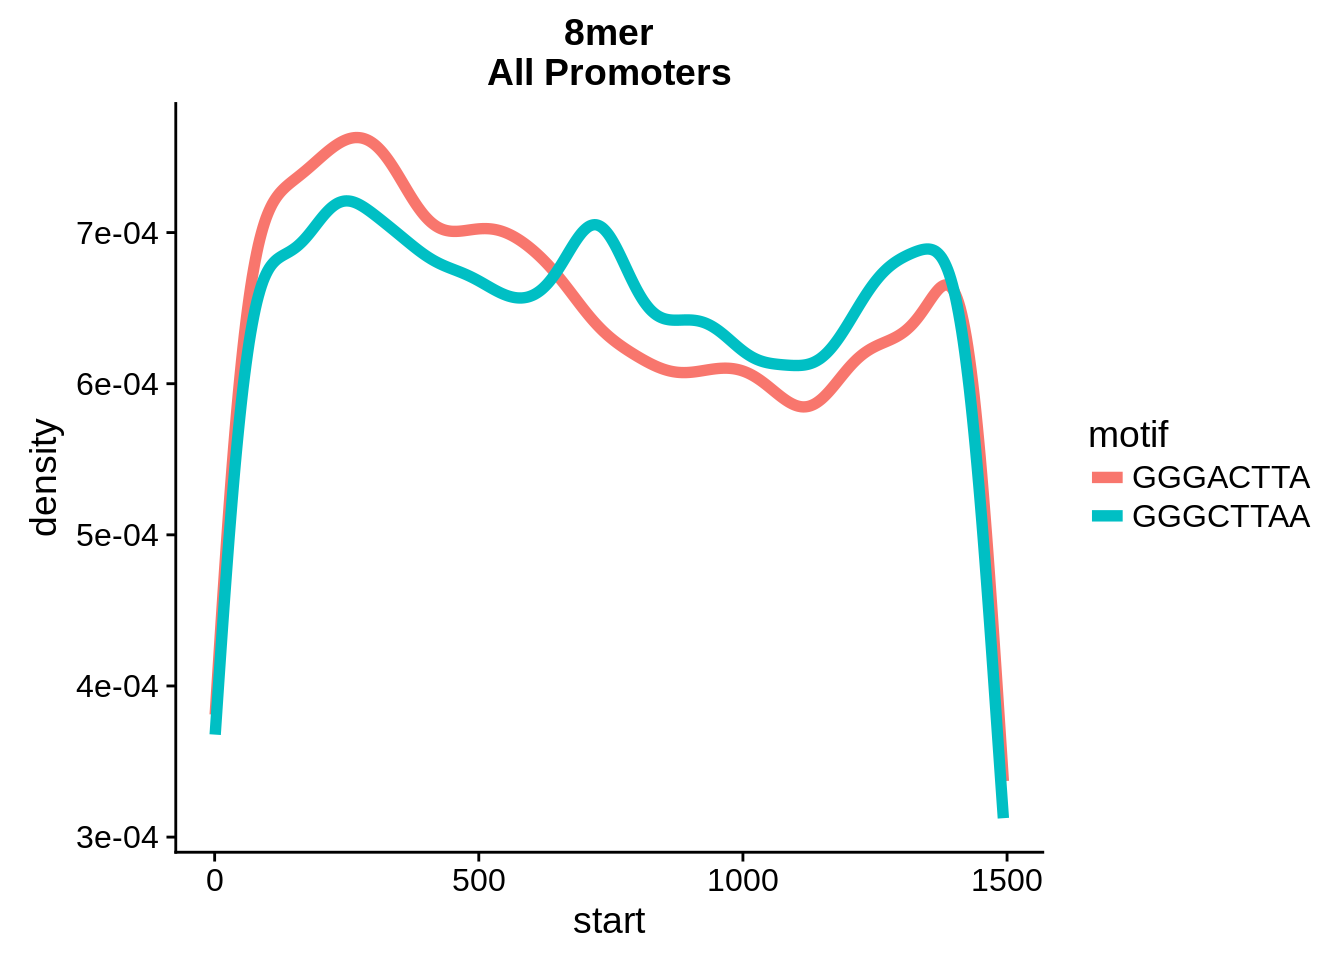 8mer
All Promoters
density
7e-04
6e-04
5e-04
4e-04
3e-04
0 500 1000 1500
start
motif
GGGACTTA
GGGCTTAA